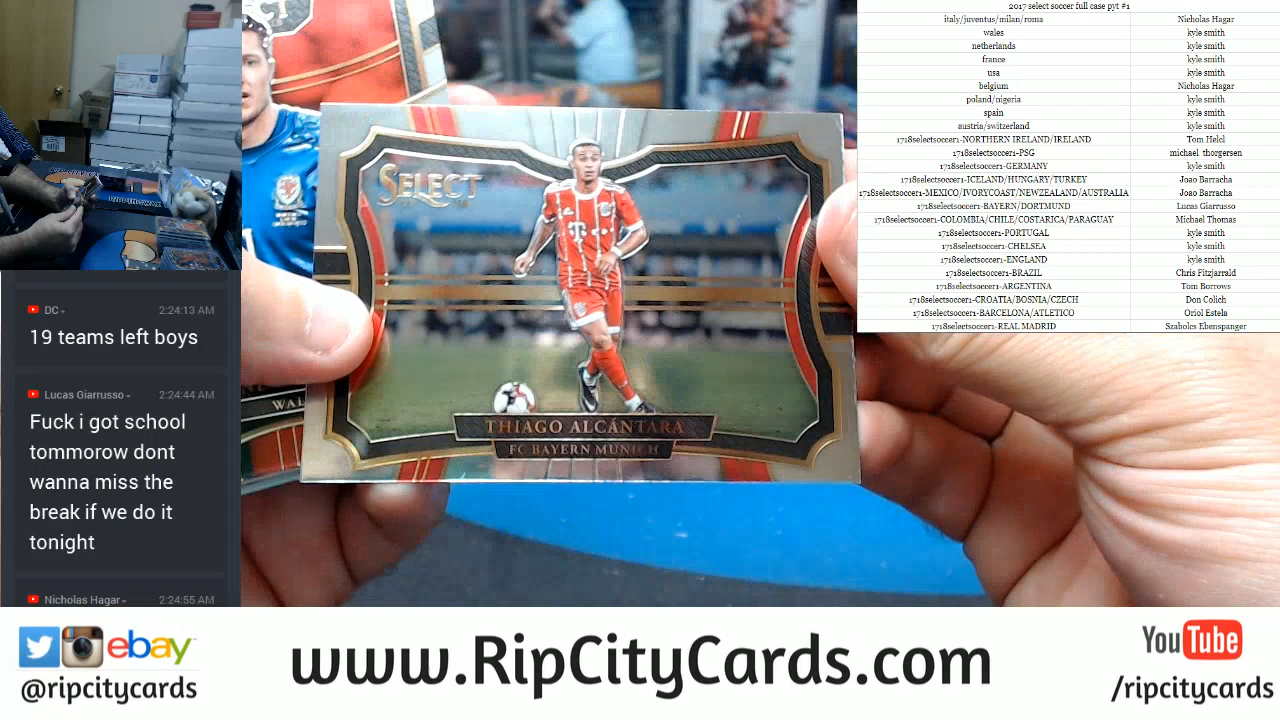 2017 select soccer full case pyt #1
italy/juventus/milan/roma Nicholas Hagar
wales kyle smith
netherlands kyle smith
france kyle smith
usa kyle smith
belgium Nicholas Hagar
poland/nigeria kyle smith
spain kyle smith
austria/switzerland kyle smith
1718selectsoccer1-NORTHERN IRELAND/IRELAND Tom Helcl
1718selectsoccer1-PSG michael thorgersen
1718selectsoccer1-GERMANY kyle smith
1718selectsoccer1-ICELAND/HUNGARY/TURKEY Joao Barracha
1718selectsoccer1-MEXICO/IVORYCOAST/NEWZEALAND/AUSTRALIA Joao Barracha
1718selectsoccer1-BAYERN/DORTMUND Lucas Giarrusso
1718selectsoccer1-COLOMBIA/CHILE/COSTARICA/PARAGUAY Michael Thomas
1718selectsoccer1-PORTUGAL kyle smith
1718selectsoccer1-CHELSEA kyle smith
1718selectsoccer1-ENGLAND kyle smith
1718selectsoccer1-BRAZIL Chris Fitzjarrald
1718selectsoccer1-ARGENTINA Tom Borrows
1718selectsoccer1-CROATIA/BOSNIA/CZECH Don Colich
1718selectsoccer1-BARCELONA/ATLETICO Oriol Estela
1718selectsoccer1-REAL MADRID Szabolcs Ebenspanger
SELECT
T
THIAGO ALCÁNTARA
FC BAYERN MUNICH
WAL
DC 2:24:13 AM
19 teams left boys
Lucas Giarrusso 2:24:44 AM
Fuck i got school
tommorow dont
wanna miss the
break if we do it
tonight
Nicholas Hagar 2:24:55 AM
ebay
@ripcitycards
www.RipCityCards.com
YouTube
/ripcitycards